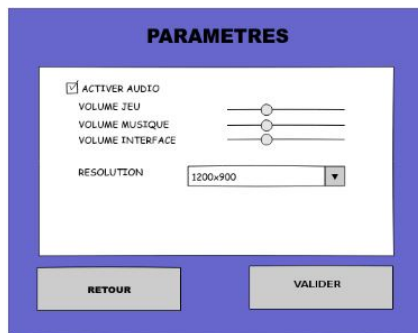 PARAMETRES
ACTIVER AUDIO
VOLUME JEU
VOLUME MUSIQUE
VOLUME INTERFACE
RESOLUTION
1200x900
RETOUR
VALIDER